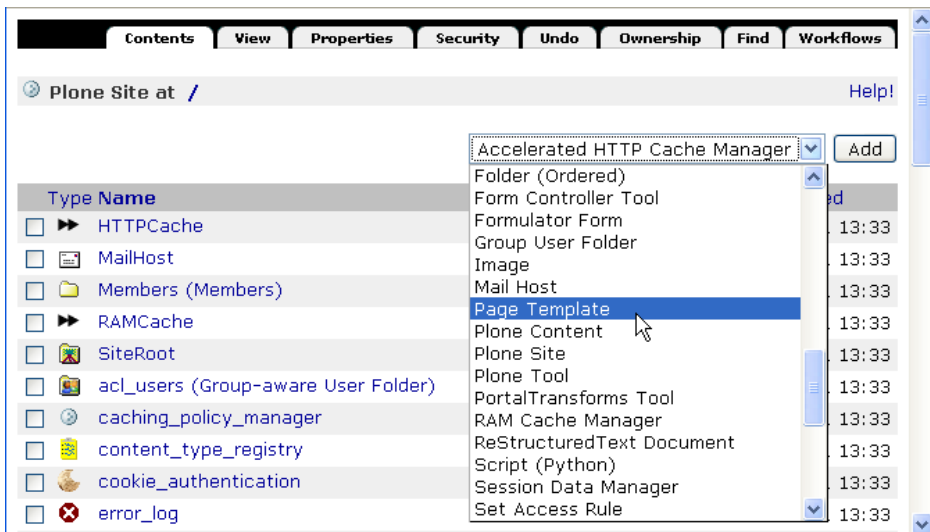 Contents View Properties Security Undo Ownership Find Workflows
Plone Site at / Help!
Accelerated HTTP Cache Manager Add
Type Name
HTTPCache 13:33
MailHost 13:33
Members (Members) 13:33
RAMCache 13:33
SiteRoot 13:33
acl_users (Group-aware User Folder) 13:33
caching_policy_manager 13:33
content_type_registry 13:33
cookie_authentication 13:33
error_log 13:33
Folder (Ordered)
Form Controller Tool
Formulator Form
Group User Folder
Image
Mail Host
Page Template
Plone Content
Plone Site
Plone Tool
PortalTransforms Tool
RAM Cache Manager
ReStructuredText Document
Script (Python)
Session Data Manager
Set Access Rule